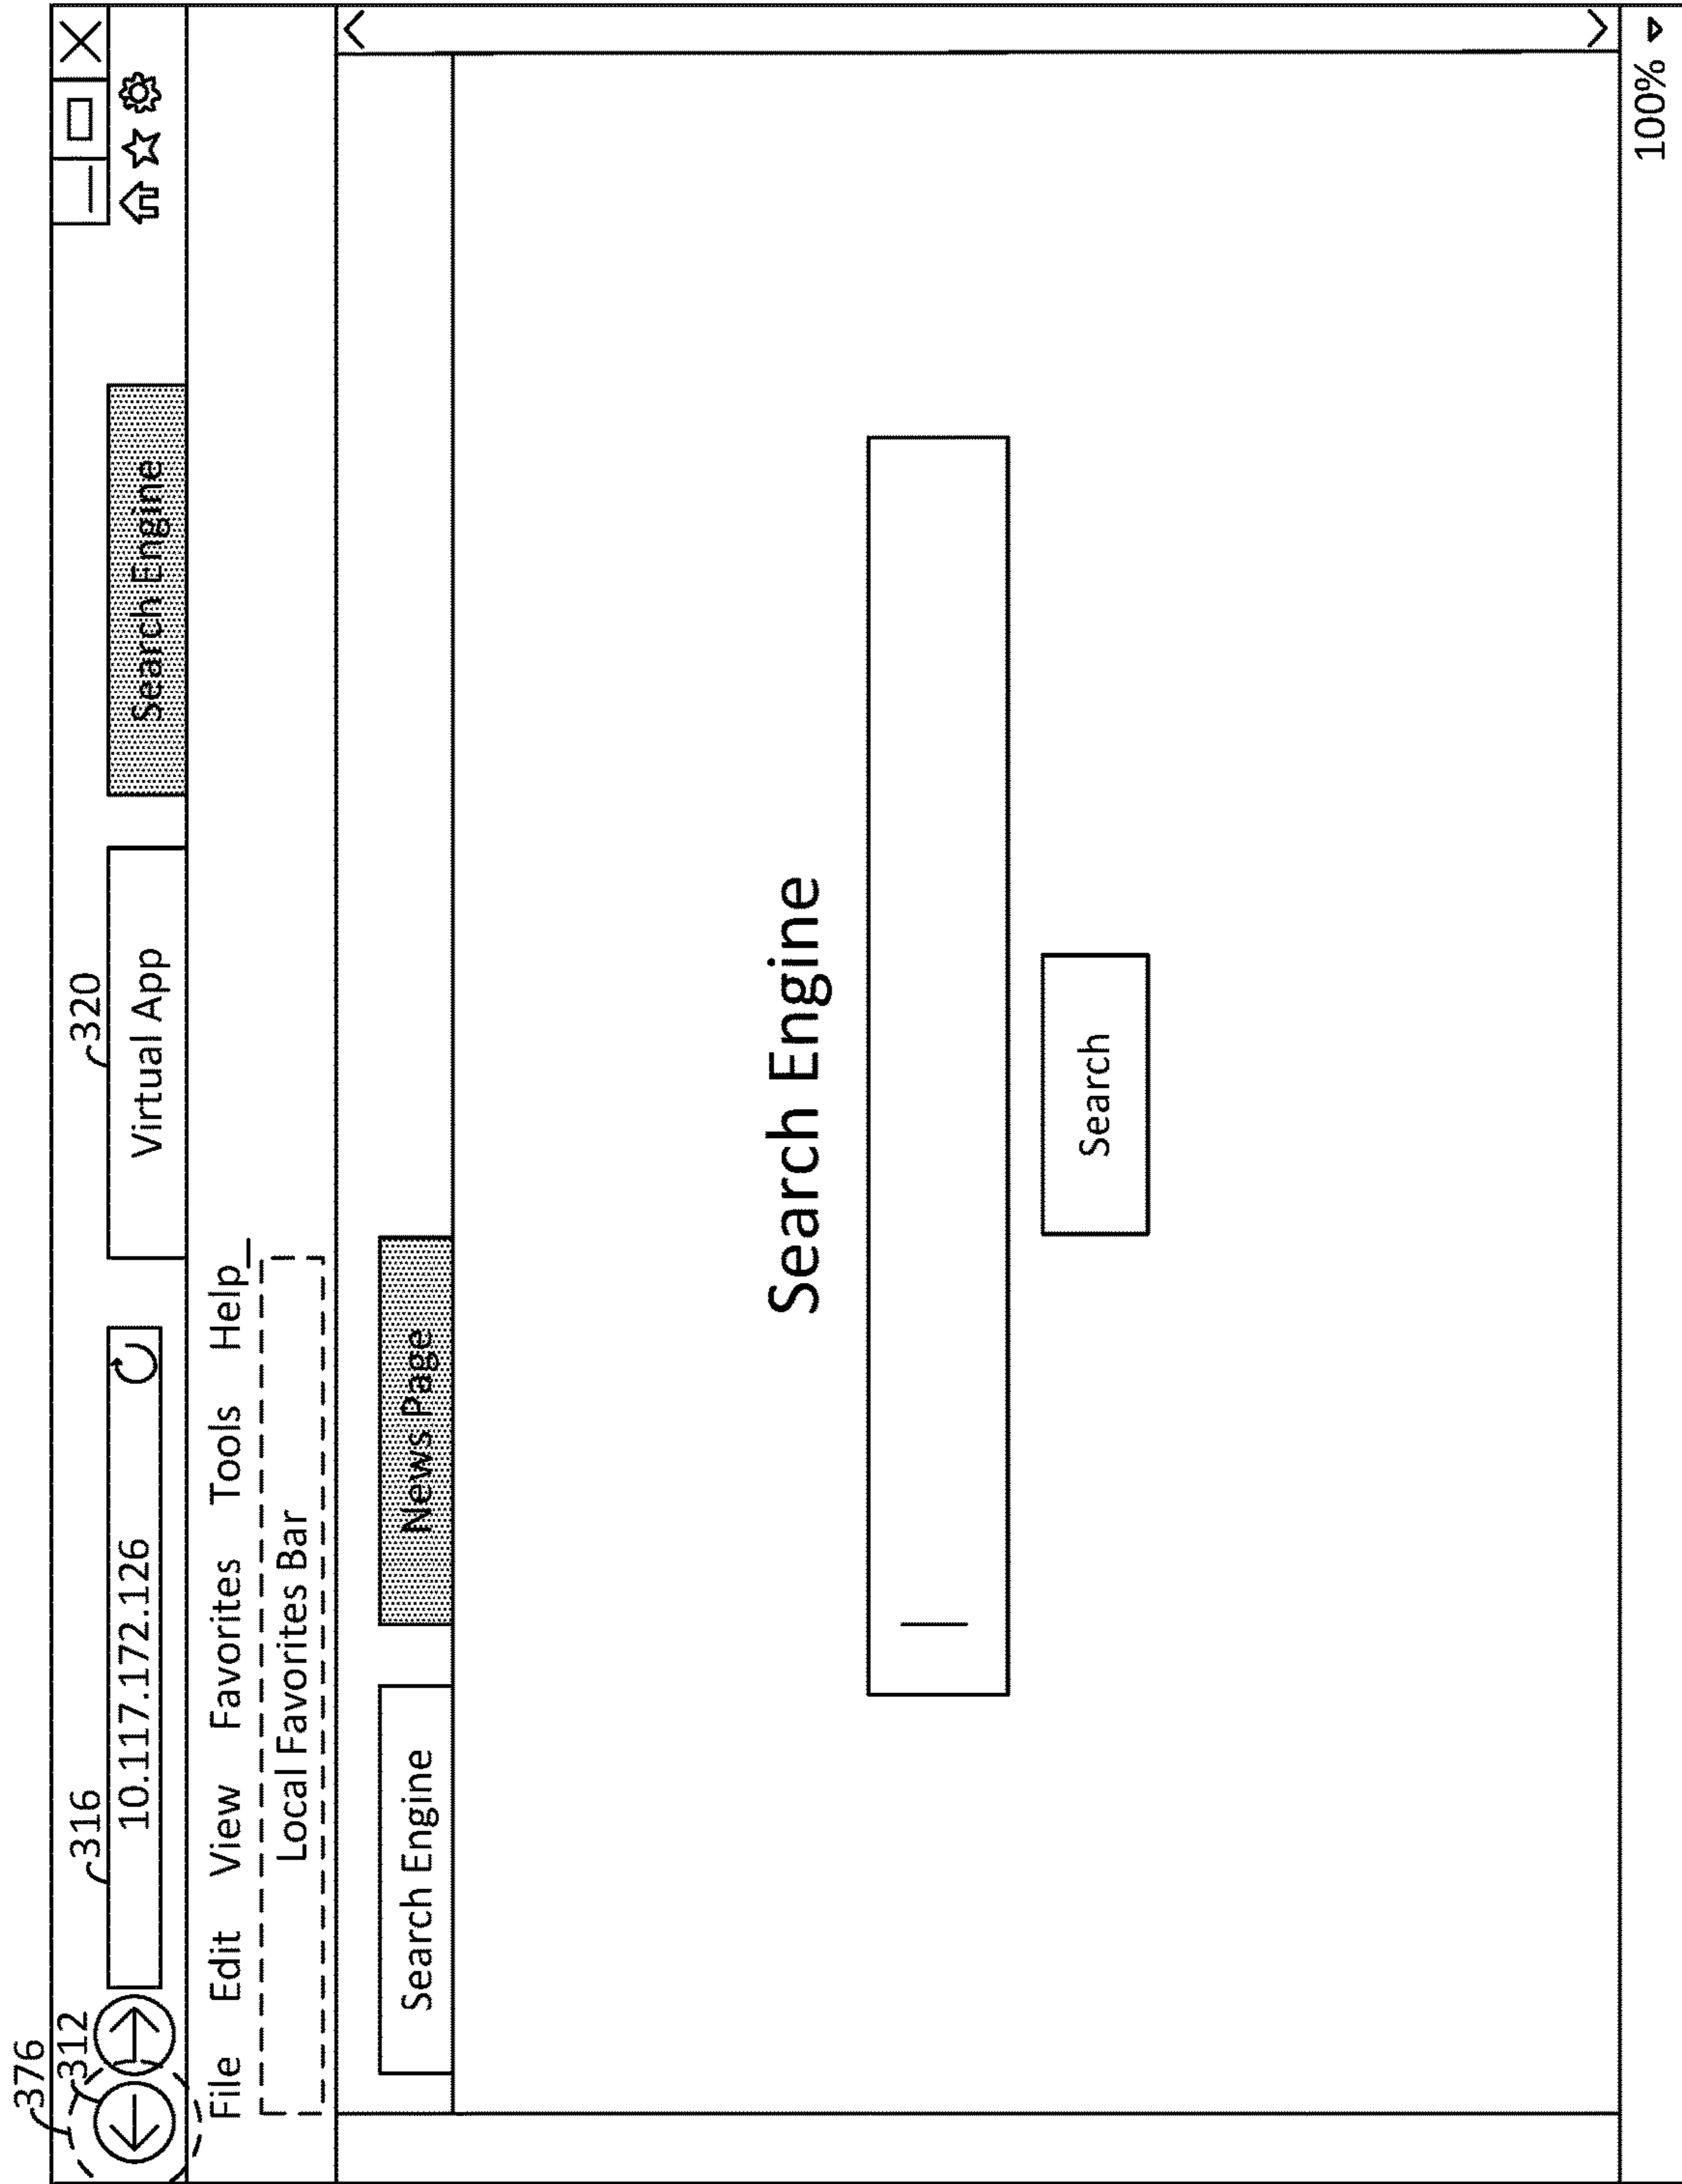 376
312
316
320
10.117.172.126
Virtual App
Search Engine
File Edit View Favorites Tools Help
Local Favorites Bar
Search Engine
News Page
Search Engine
Search
100%